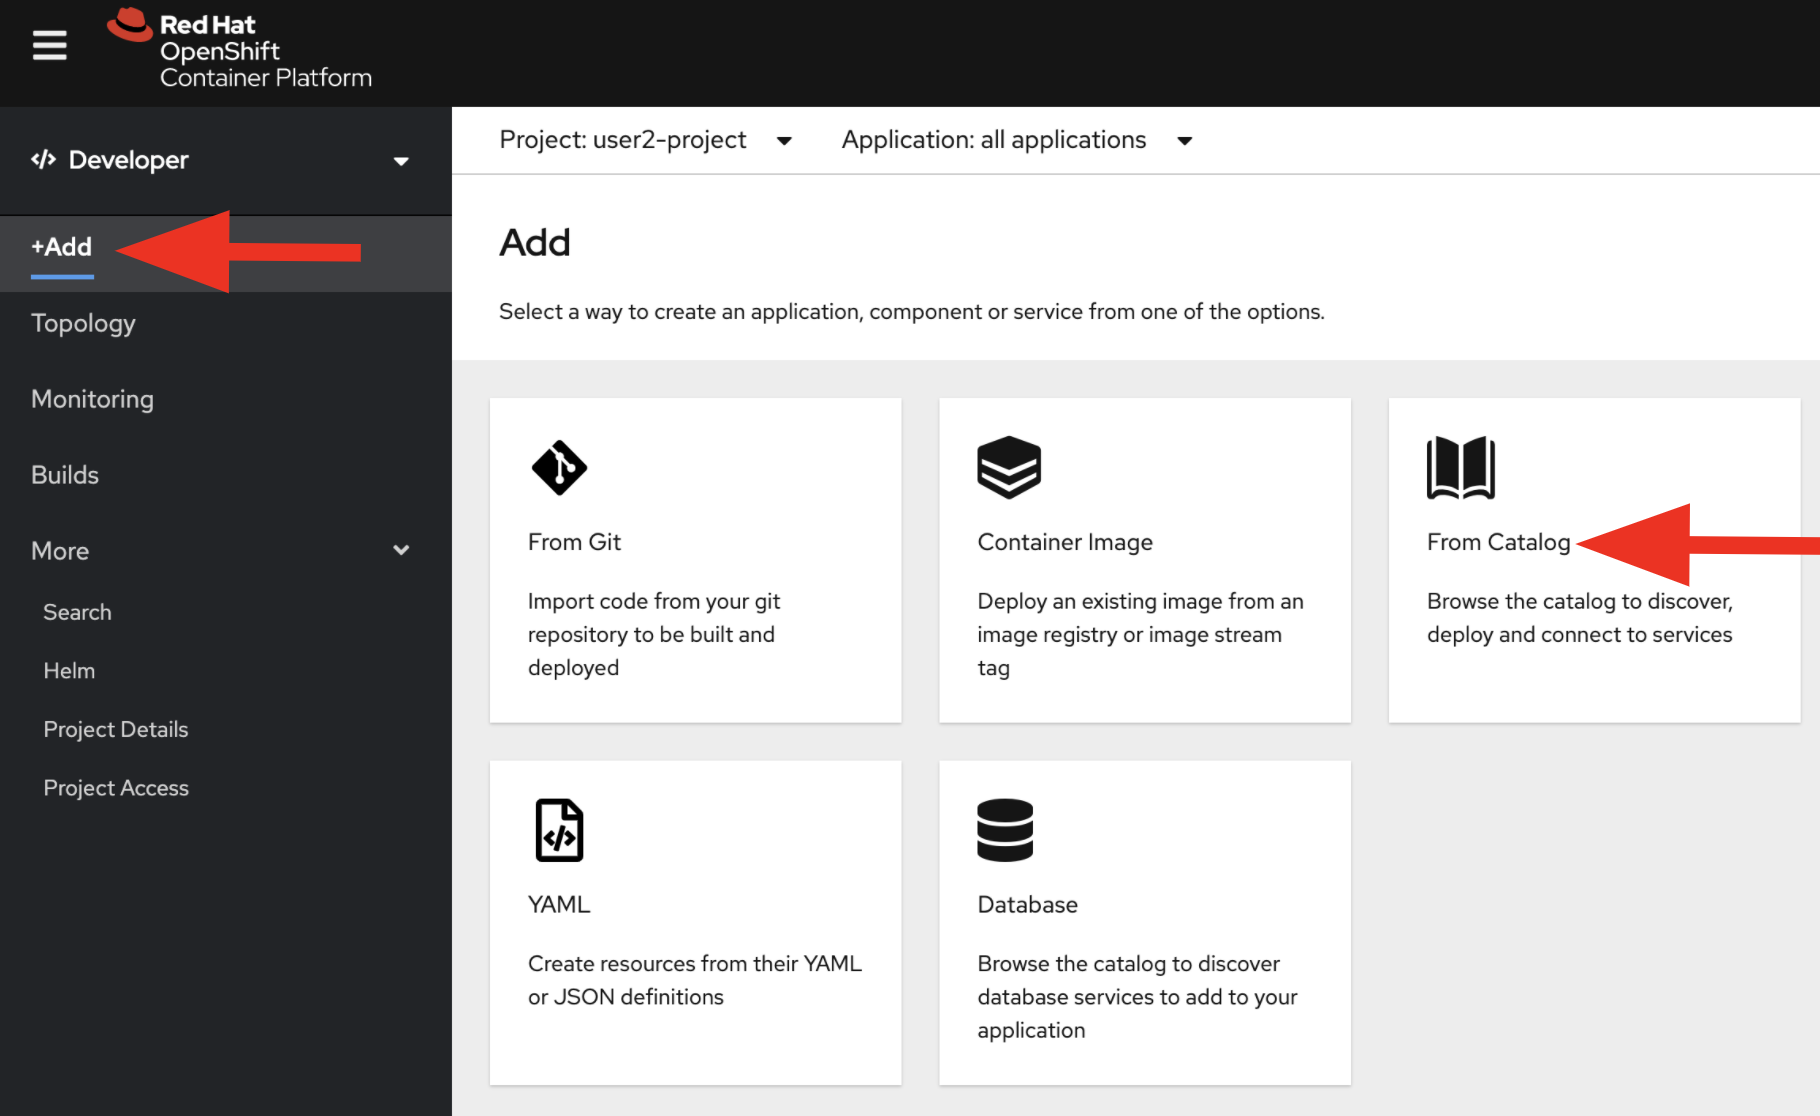 Red Hat
OpenShift
Container Platform
Developer
+Add
Topology
Monitoring
Builds
More
Search
Helm
Project Details
Project Access
Project: user2-project
Application: all applications
Add
Select a way to create an application, component or service from one of the options.
From Git
Import code from your git
repository to be built and
deployed
Container Image
Deploy an existing image from an
image registry or image stream
tag
From Catalog
Browse the catalog to discover,
deploy and connect to services
YAML
Create resources from their YAML
or JSON definitions
Database
Browse the catalog to discover
database services to add to your
application